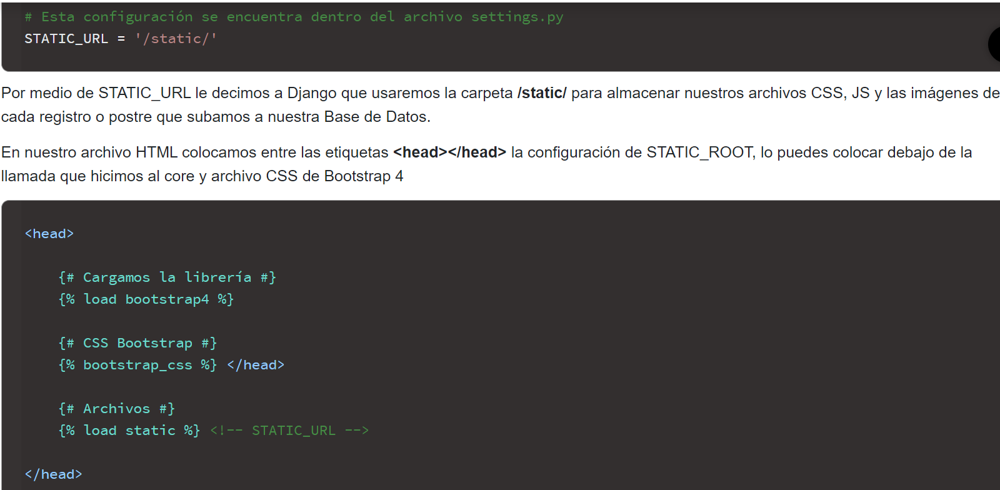 # Esta configuración se encuentra dentro del archivo settings.py
STATIC_URL = '/static/'
Por medio de STATIC_URL le decimos a Django que usaremos la carpeta /static/ para almacenar nuestros archivos CSS, JS y las imágenes de
cada registro o postre que subamos a nuestra Base de Datos.
En nuestro archivo HTML colocamos entre las etiquetas <head></head> la configuración de STATIC_ROOT, lo puedes colocar debajo de la
llamada que hicimos al core y archivo CSS de Bootstrap 4
<head>
{# Cargamos la librería #}
{% load bootstrap4 %}
{# CSS Bootstrap #}
{% bootstrap_css %} </head>
{# Archivos #}
{% load static %} <!-- STATIC_URL -->
</head>